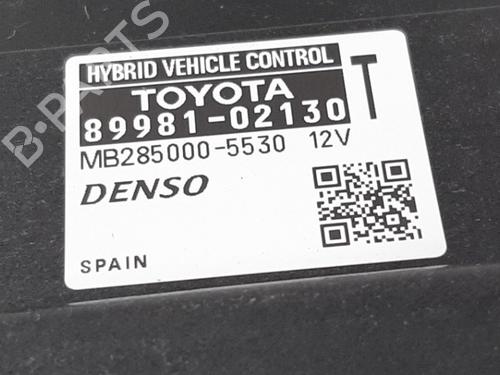 B-PARTS
HYBRID VEHICLE CONTROL
TOYOTA
T
89981-02130
MB285000-5530 12V
DENSO
SPAIN